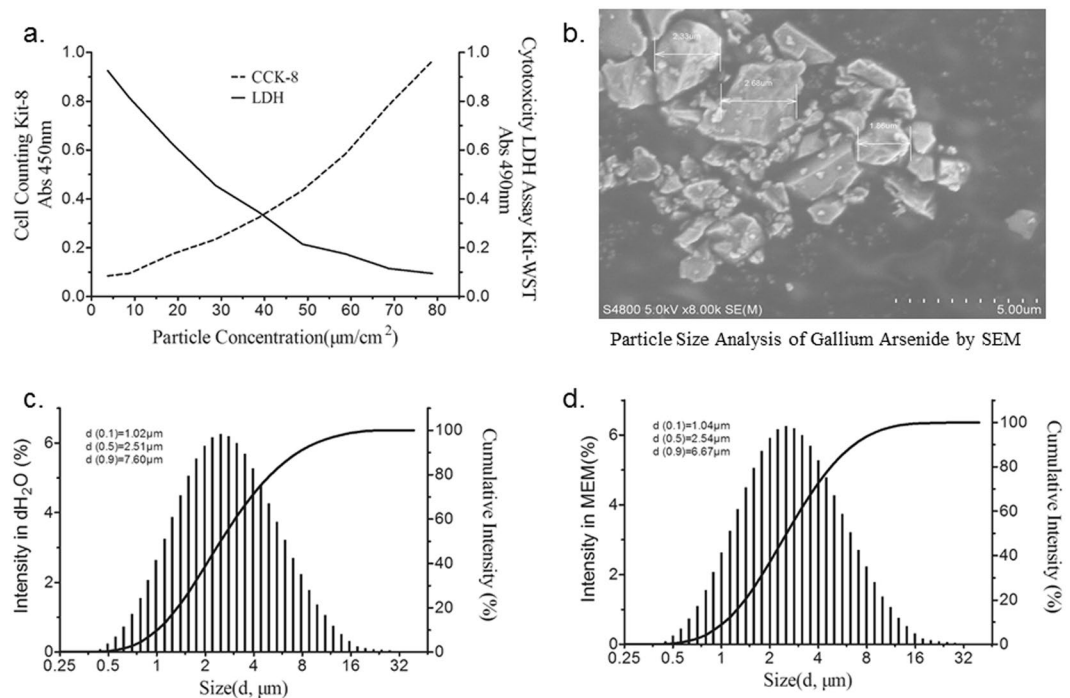 a.
Cell Counting Kit-8
Abs 450nm
1.0
0.8
0.6
0.4
0.2
0.0
CCK-8
LDH
1.0
0.8
0.6
0.4
0.2
0.0
Cytotoxicity LDH Assay Kit-WST
Abs 490nm
0 10 20 30 40 50 60 70 80
Particle Concentration(μm/cm²)
b.
2.33um
2.68um
S4800 5.0kV x8.00k SE(M)
5.00um
Particle Size Analysis of Gallium Arsenide by SEM
c.
Intensity in dH₂O (%)
6
4
2
0
d (0.1)=1.02μm
d (0.5)=2.51μm
d (0.9)=7.60μm
100
80
60
40
20
0
Cumulative Intensity (%)
0.25 0.5 1 2 4 8 16 32
Size(d, μm)
d.
Intensity in MEM(%)
6
4
2
0
d (0.1)=1.04μm
d (0.5)=2.54μm
d (0.9)=6.67μm
100
80
60
40
20
0
Cumulative Intensity (%)
0.25 0.5 1 2 4 8 16 32
Size(d, μm)